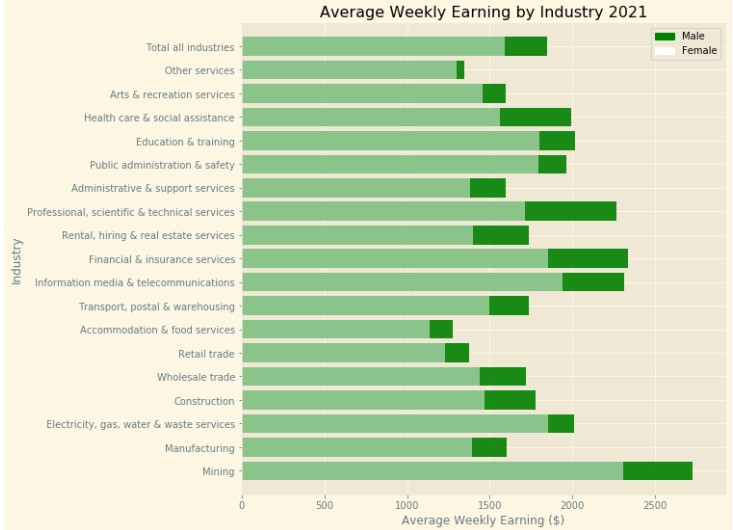 Average Weekly Earning by Industry 2021
Male
Female
Total all industries
Other services
Arts & recreation services
Health care & social assistance
Education & training
Public administration & safety
Administrative & support services
Professional, scientific & technical services
Rental, hiring & real estate services
Financial & insurance services
Information media & telecommunications
Transport, postal & warehousing
Accommodation & food services
Retail trade
Wholesale trade
Construction
Electricity, gas, water & waste services
Manufacturing
Mining
Industry
0 500 1000 1500 2000 2500
Average Weekly Earning ($)